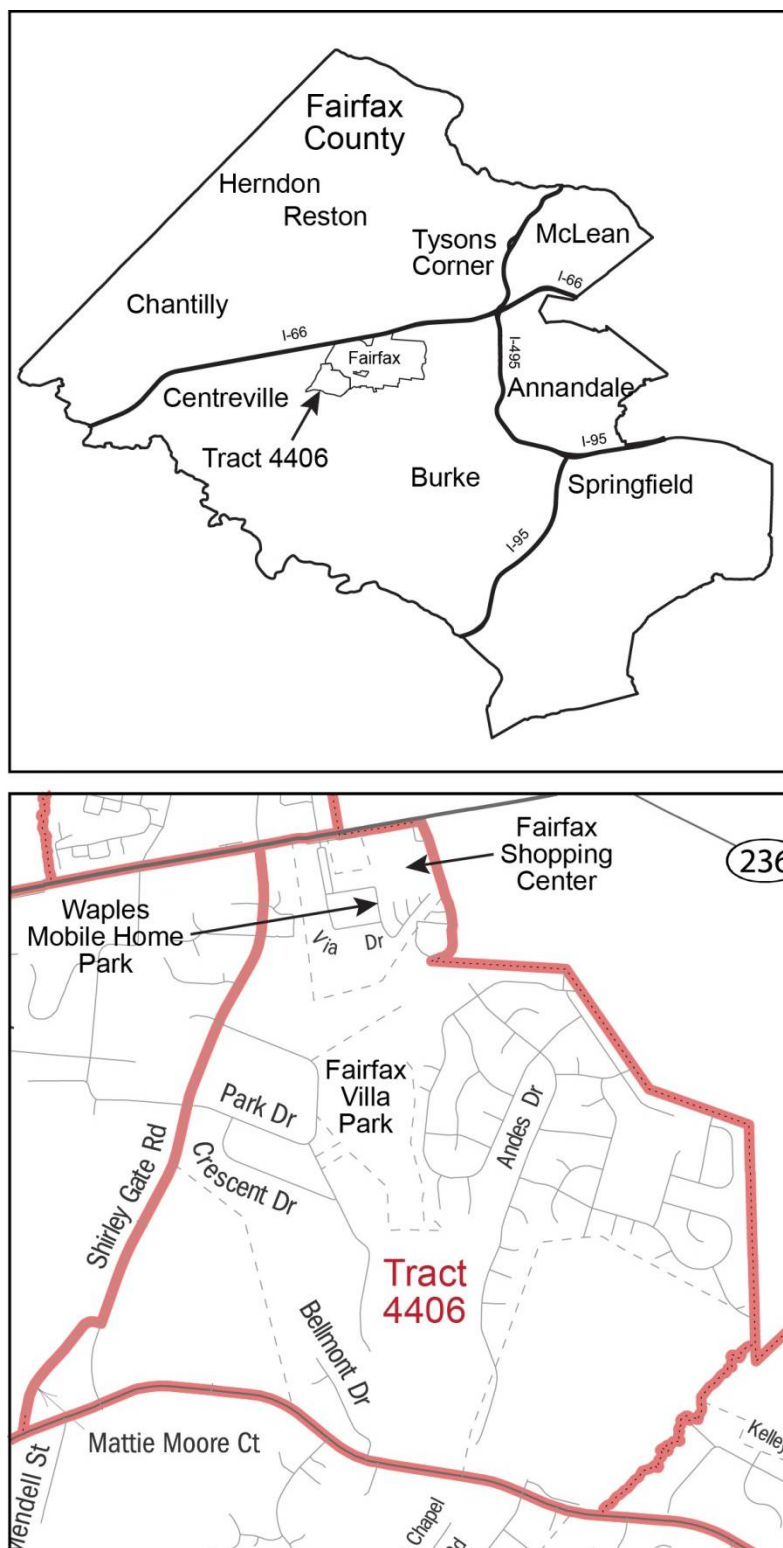 Fairfax
County
Herndon
Reston
Tysons
Corner
McLean
I-66
Chantilly
I-66
Fairfax
I-495
Centreville
Annandale
Tract 4406
I-95
Burke
Springfield
I-95
Fairfax
Shopping
Center
236
Waples
Mobile Home
Park
Via Dr
Fairfax
Villa
Park
Park Dr
Andes Dr
Crescent Dr
Shirley Gate Rd
Tract
4406
Bellmont Dr
Mattie Moore Ct
Kelley
Chapel